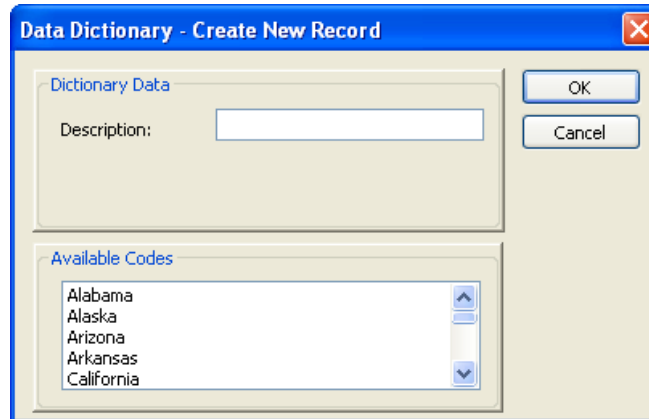 Data Dictionary - Create New Record
Dictionary Data
Description:
OK
Cancel
Available Codes
Alabama
Alaska
Arizona
Arkansas
California